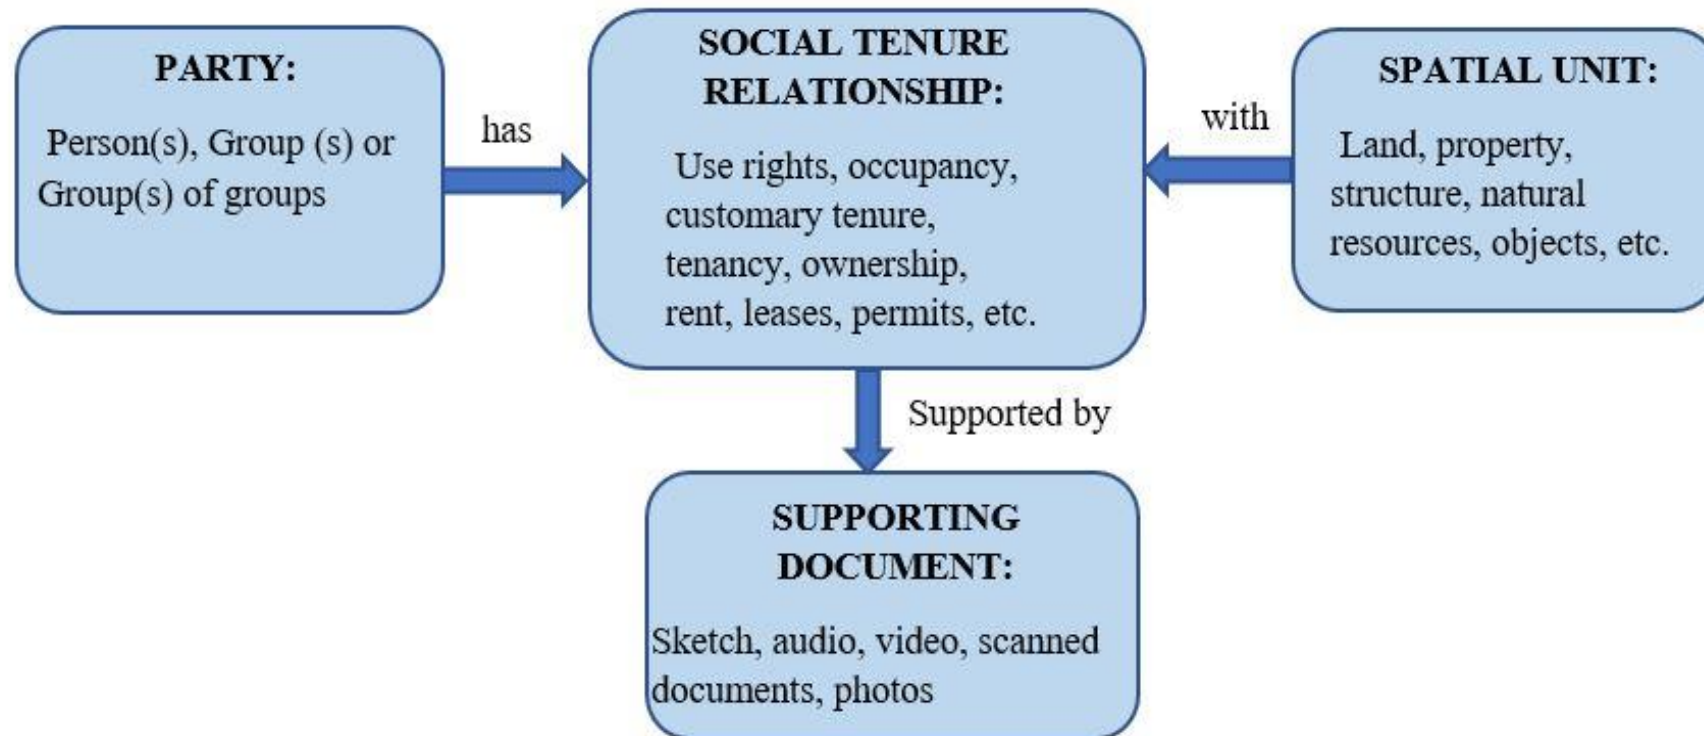 PARTY:
Person(s), Group (s) or
Group(s) of groups
has
SOCIAL TENURE
RELATIONSHIP:
Use rights, occupancy,
customary tenure,
tenancy, ownership,
rent, leases, permits, etc.
with
SPATIAL UNIT:
Land, property,
structure, natural
resources, objects, etc.
Supported by
SUPPORTING
DOCUMENT:
Sketch, audio, video, scanned
documents, photos